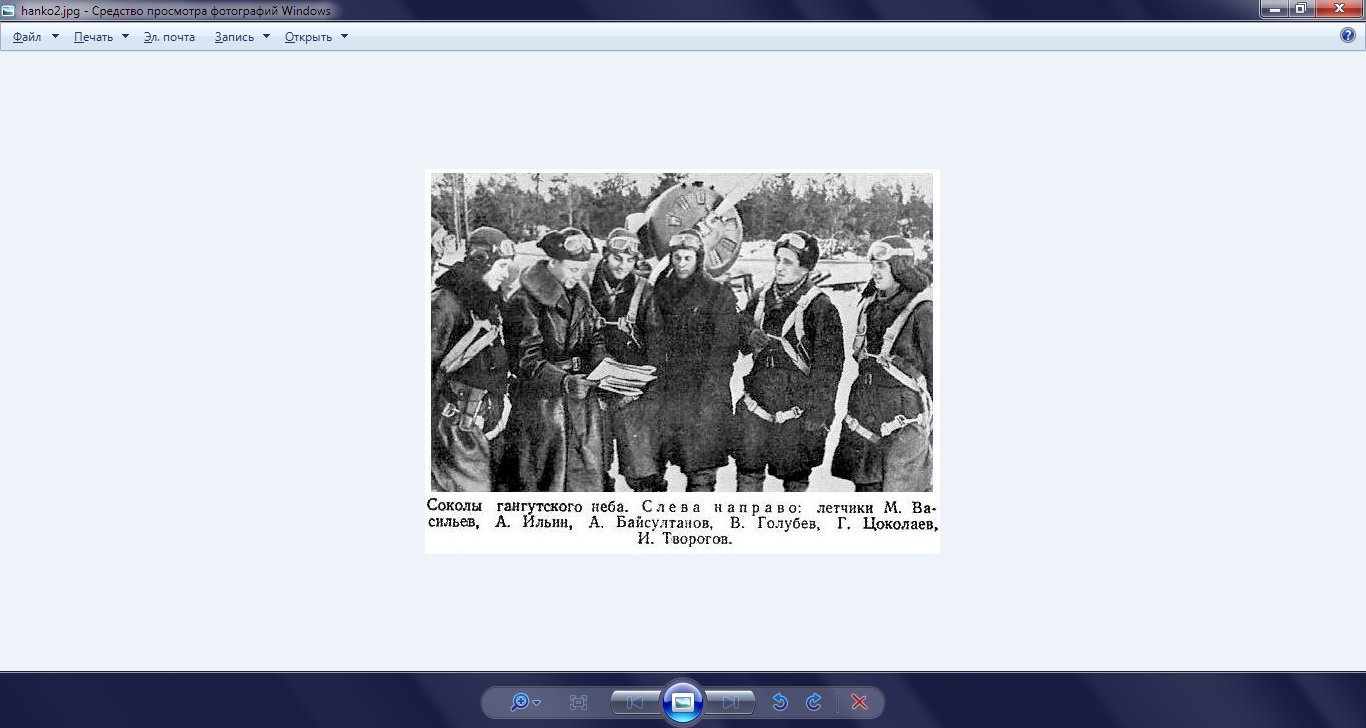 hanko2.jpg - Средство просмотра фотографий Windows
Файл Печать Эл. почта Запись Открыть
Соколы гангутского неба. Слева направо: летчики М. Ва-
сильев, А. Ильин, А. Байсултанов, В. Голубев, Г. Цоколаев,
И. Творогов.